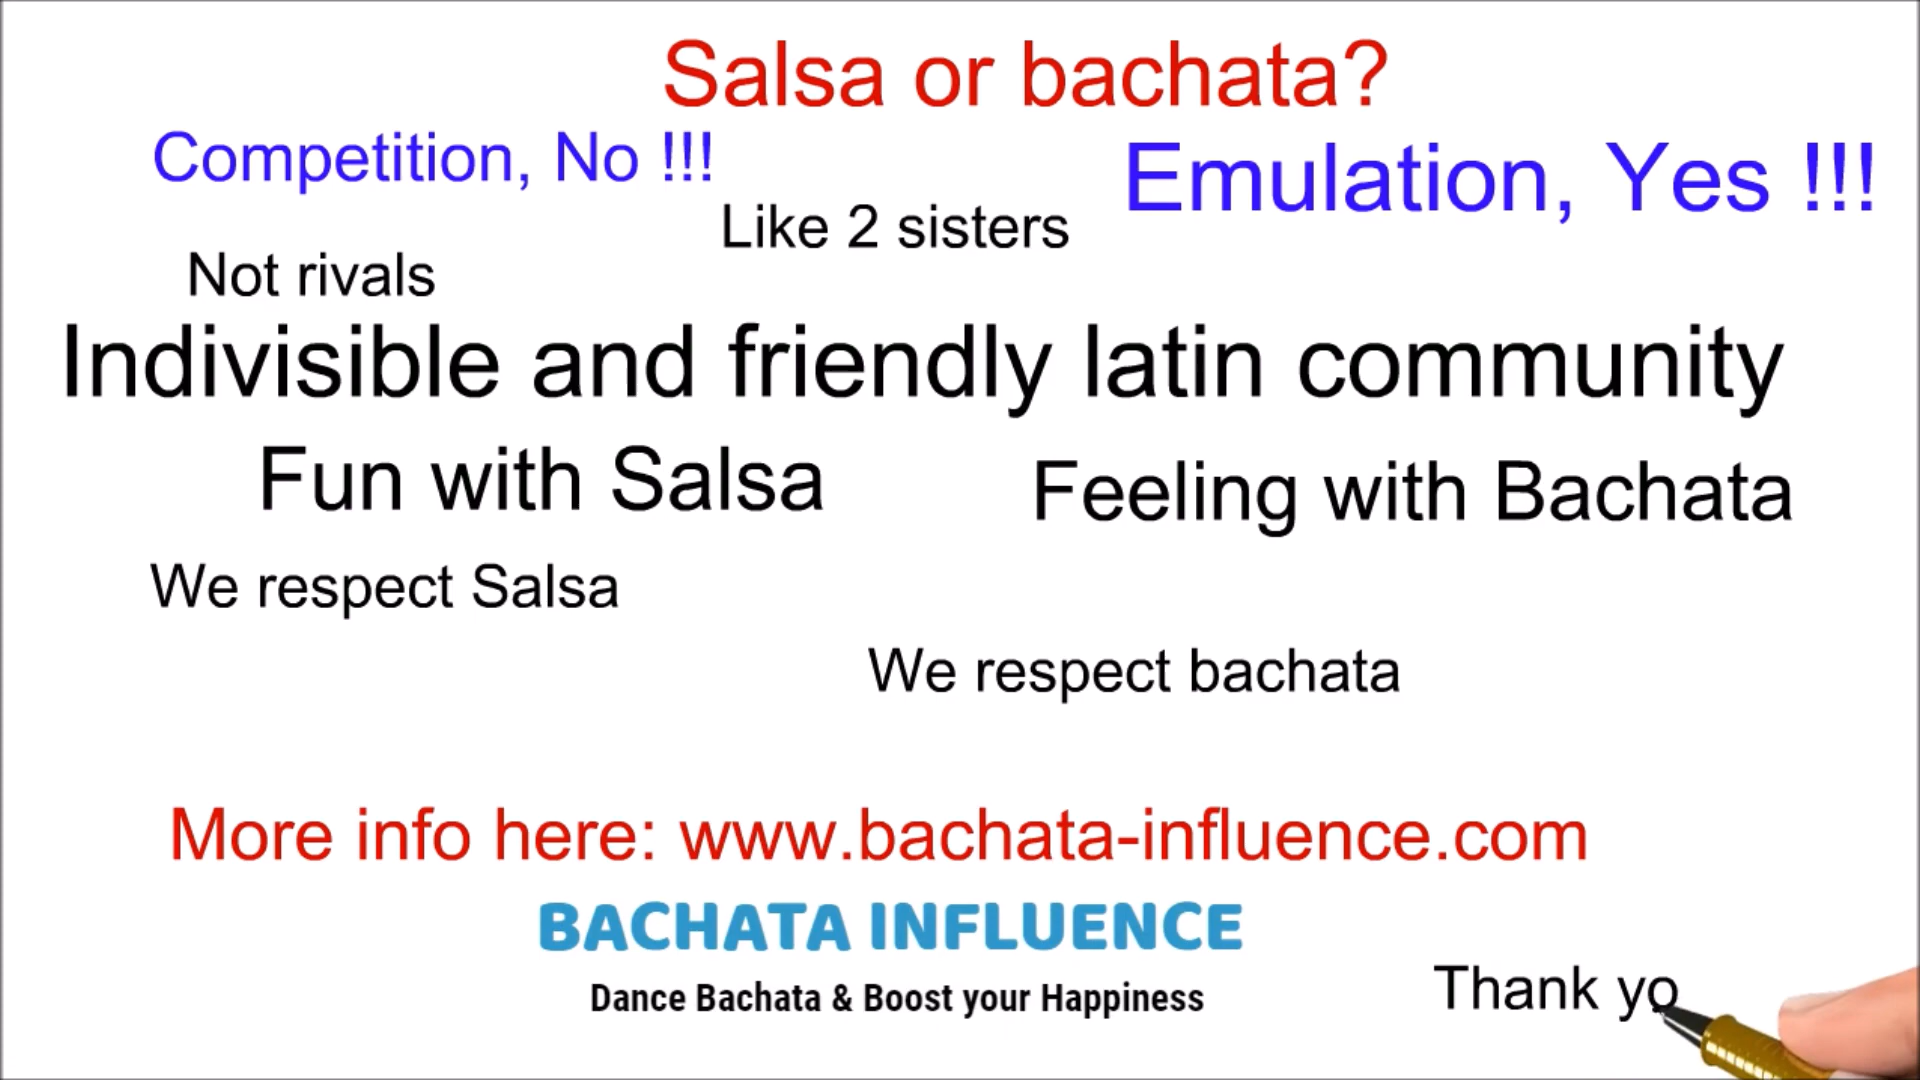 Salsa or bachata?
Competition, No !!!
Emulation, Yes !!!
Like 2 sisters
Not rivals
Indivisible and friendly latin community
Fun with Salsa
Feeling with Bachata
We respect Salsa
We respect bachata
More info here: www.bachata-influence.com
BACHATA INFLUENCE
Dance Bachata & Boost your Happiness
Thank yo